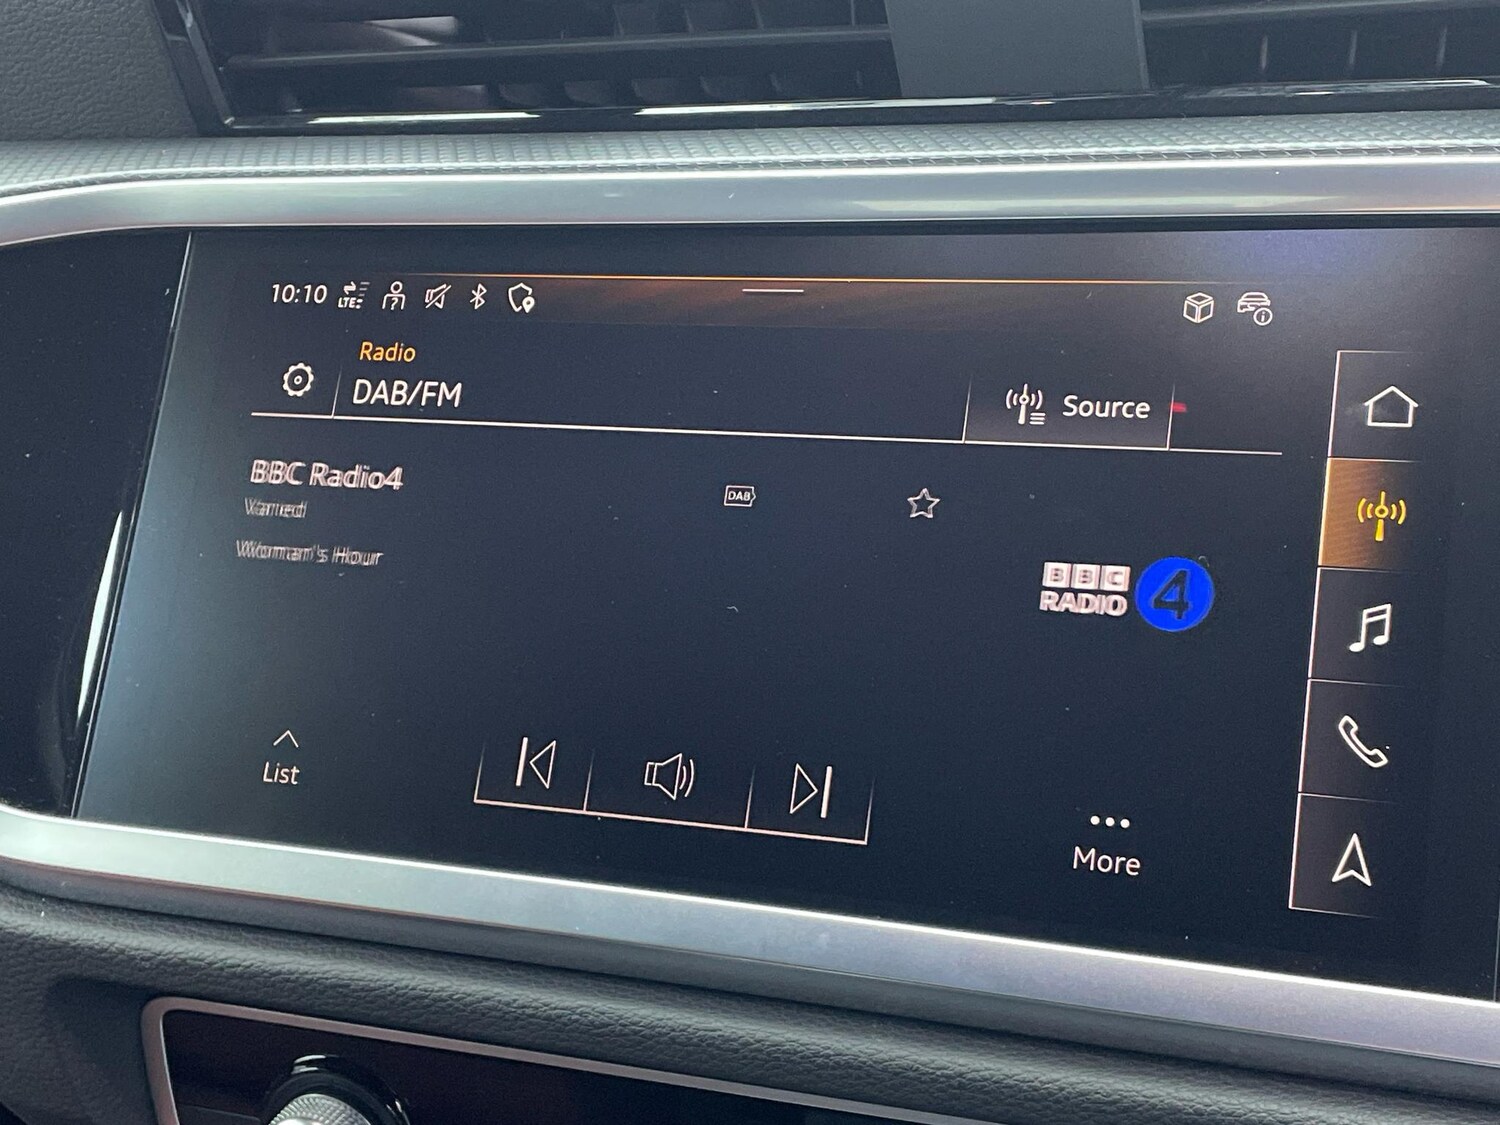 10:10 LTE
Radio
DAB/FM
Source
BBC Radio4
DAB
Varied
Woman's Hour
BBC
RADIO 4
List
More